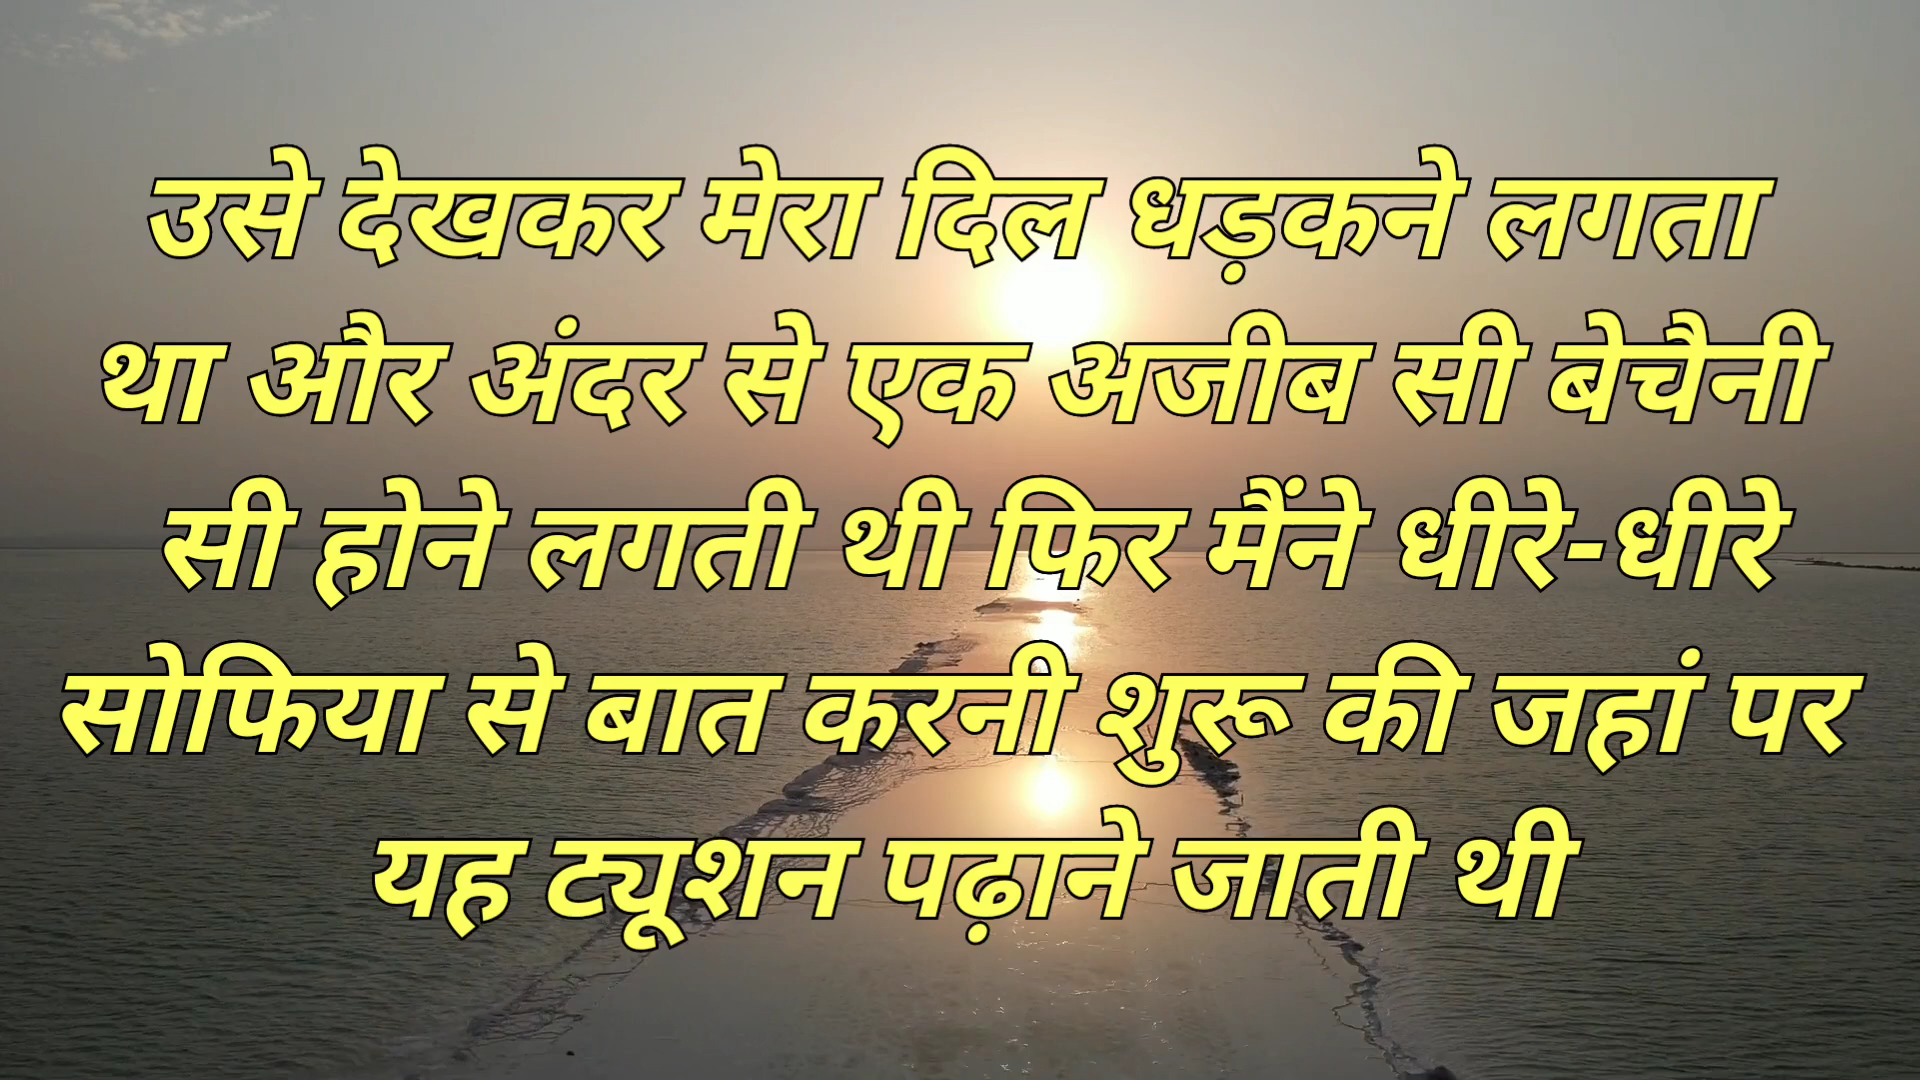 उसे देखकर मेरा दिल धड़कने लगता
था और अंदर से एक अजीब सी बेचैनी
सी होने लगती थी फिर मैंने धीरे-धीरे
सोफिया से बात करनी शुरू की जहां पर
यह ट्यूशन पढ़ाने जाती थी